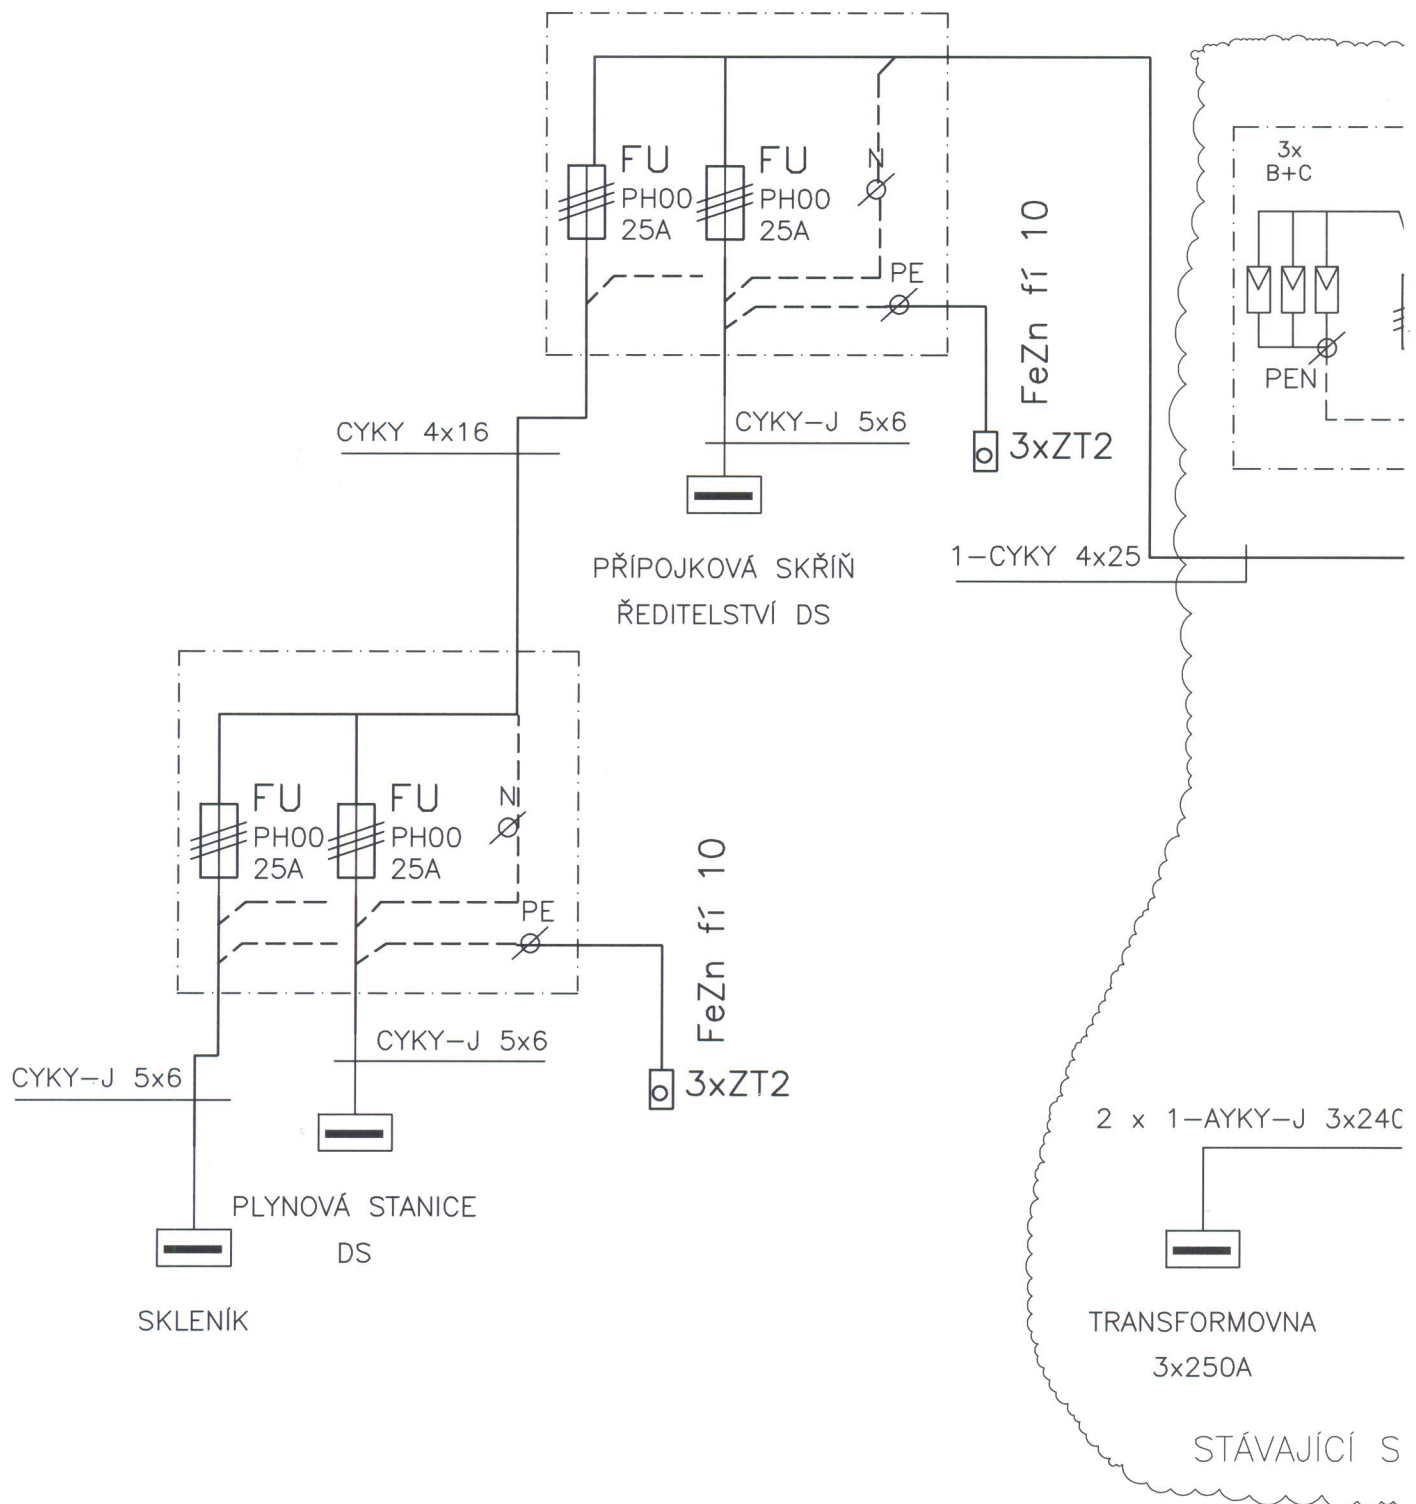 3x
B+C
FU
PH00
25A
FU
PH00
25A
N
PE
FeZn fí 10
PEN
CYKY 4x16
CYKY-J 5x6
3xZT2
PŘÍPOJKOVÁ SKŘÍŇ
ŘEDITELSTVÍ DS
1-CYKY 4x25
FU
PH00
25A
FU
PH00
25A
N
PE
FeZn fí 10
CYKY-J 5x6
CYKY-J 5x6
3xZT2
PLYNOVÁ STANICE
DS
SKLENÍK
2 x 1-AYKY-J 3x240
TRANSFORMOVNA
3x250A
STÁVAJÍCÍ S